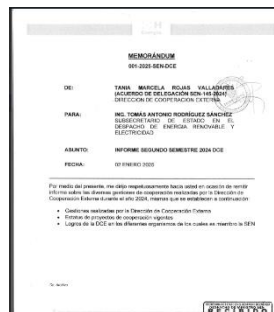 MEMORÁNDUM
001-2025-SEN-DCE
DE: TANIA MARCELA ROJAS VALLADARES
(ACUERDO DE DELEGACIÓN SEN-145-2024)
DIRECCION DE COOPERACION EXTERNA
PARA: ING. TOMÁS ANTONIO RODRÍGUEZ SÁNCHEZ
SUBSECRETARIO DE ESTADO EN EL
DESPACHO DE ENERGIA RENOVABLE Y
ELECTRICIDAD
ASUNTO: INFORME SEGUNDO SEMESTRE 2024 DCE
FECHA: 02 ENERO 2025
Por medio del presente, me dirijo respetuosamente hacia usted en ocasión de remitir
informe sobre las diversas gestiones de cooperación realizadas por la Dirección de
Cooperación Externa durante el año 2024, mismas que se establecen a continuación
• Gestiones realizadas por la Dirección de Cooperación Externa
• Estatus de proyectos de cooperación vigentes
• Logros de la DCE en los diferentes organismos de los cuales es miembro la SEN
RECIBIDO